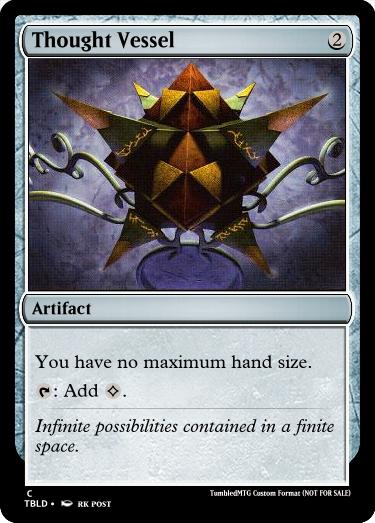 Thought Vessel 2
Artifact
You have no maximum hand size.
: Add .
Infinite possibilities contained in a finite
space.
C
TBLD • RK POST
TumbledMTG Custom Format (NOT FOR SALE)